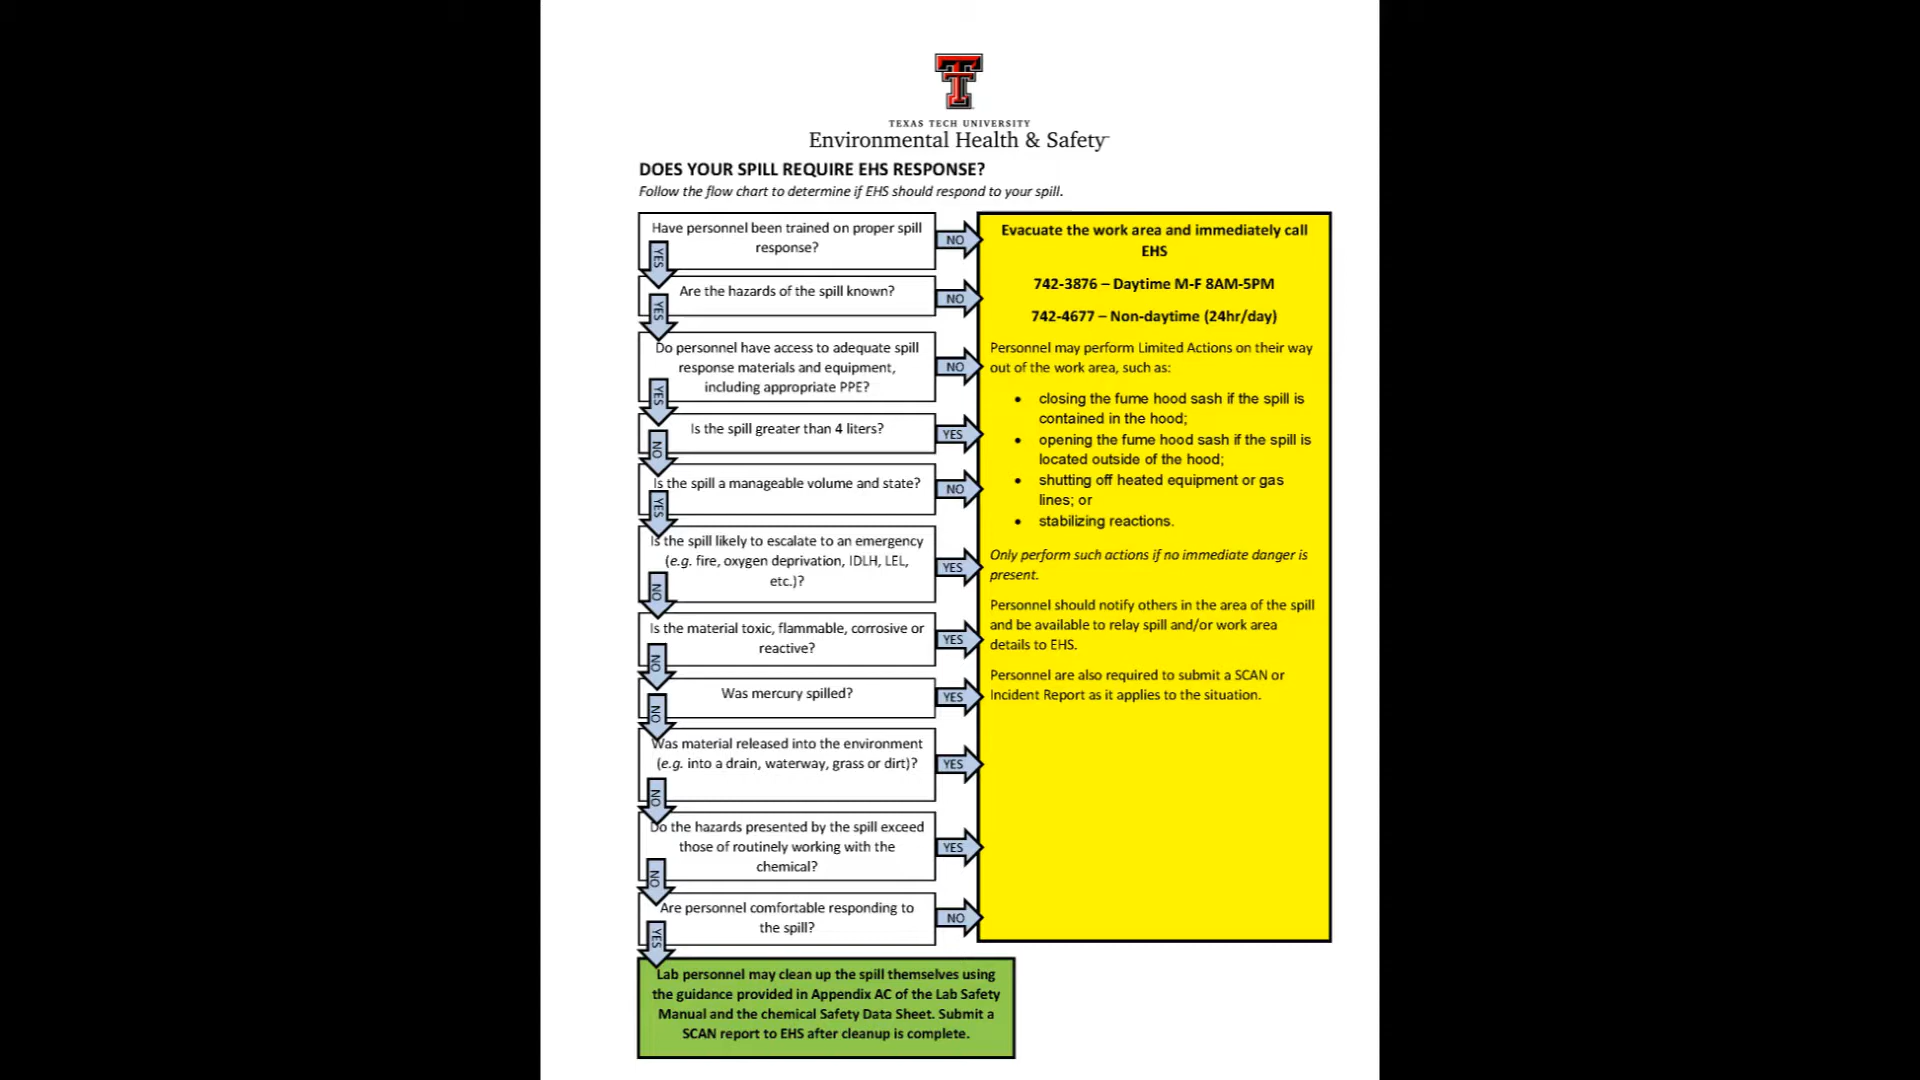 TEXAS TECH UNIVERSITY
Environmental Health & Safety
DOES YOUR SPILL REQUIRE EHS RESPONSE?
Follow the flow chart to determine if EHS should respond to your spill.
Have personnel been trained on proper spill
response?
YES
NO
Are the hazards of the spill known?
YES
NO
Do personnel have access to adequate spill
response materials and equipment,
including appropriate PPE?
YES
NO
Is the spill greater than 4 liters?
NO
YES
Is the spill a manageable volume and state?
YES
NO
Is the spill likely to escalate to an emergency
(e.g. fire, oxygen deprivation, IDLH, LEL,
etc.)?
NO
YES
Is the material toxic, flammable, corrosive or
reactive?
NO
YES
Was mercury spilled?
NO
YES
Was material released into the environment
(e.g. into a drain, waterway, grass or dirt)?
NO
YES
Do the hazards presented by the spill exceed
those of routinely working with the
chemical?
NO
YES
Are personnel comfortable responding to
the spill?
YES
NO
Evacuate the work area and immediately call
EHS
742-3876 – Daytime M-F 8AM-5PM
742-4677 – Non-daytime (24hr/day)
Personnel may perform Limited Actions on their way
out of the work area, such as:
• closing the fume hood sash if the spill is
contained in the hood;
• opening the fume hood sash if the spill is
located outside of the hood;
• shutting off heated equipment or gas
lines; or
• stabilizing reactions.
Only perform such actions if no immediate danger is
present.
Personnel should notify others in the area of the spill
and be available to relay spill and/or work area
details to EHS.
Personnel are also required to submit a SCAN or
Incident Report as it applies to the situation.
Lab personnel may clean up the spill themselves using
the guidance provided in Appendix AC of the Lab Safety
Manual and the chemical Safety Data Sheet. Submit a
SCAN report to EHS after cleanup is complete.